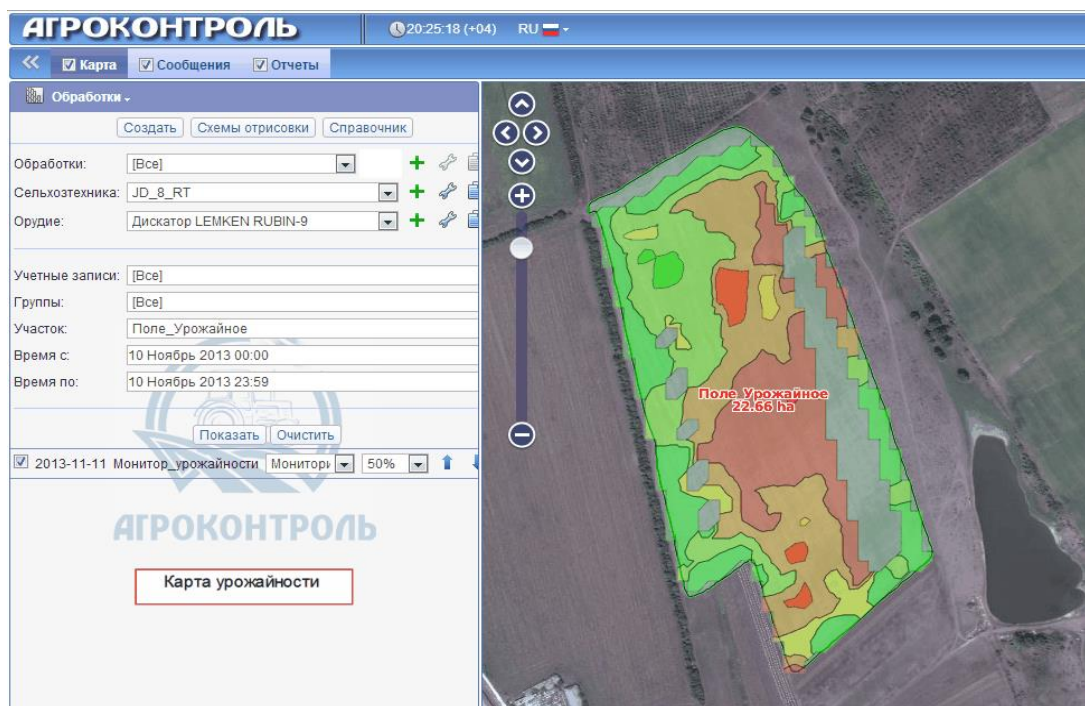 АГРОКОНТРОЛЬ
20:25:18 (+04) RU
Карта Сообщения Отчеты
Обработки
Создать Схемы отрисовки Справочник
Обработки: [Все]
Сельхозтехника: JD_8_RT
Орудие: Дискатор LEMKEN RUBIN-9
Учетные записи: [Все]
Группы: [Все]
Участок: Поле_Урожайное
Время с: 10 Ноябрь 2013 00:00
Время по: 10 Ноябрь 2013 23:59
Показать Очистить
2013-11-11 Монитор_урожайности Монитори 50%
АГРОКОНТРОЛЬ
Карта урожайности
Поле_Урожайное
22.66 ha